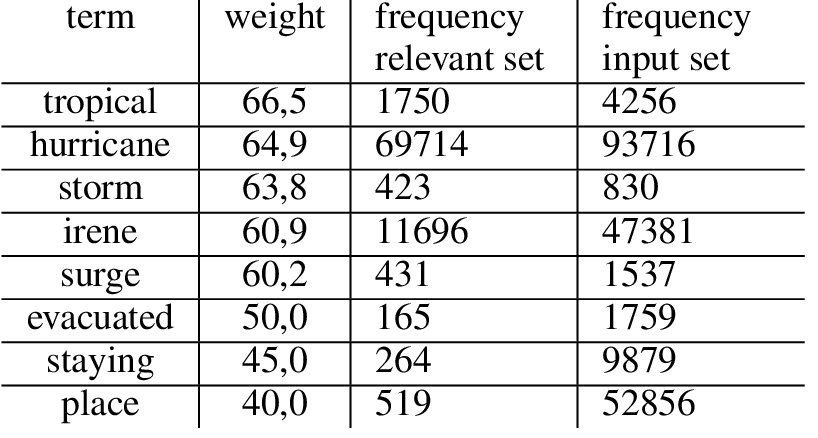 term weight frequency frequency
relevant set input set
tropical 66,5 1750 4256
hurricane 64,9 69714 93716
storm 63,8 423 830
irene 60,9 11696 47381
surge 60,2 431 1537
evacuated 50,0 165 1759
staying 45,0 264 9879
place 40,0 519 52856